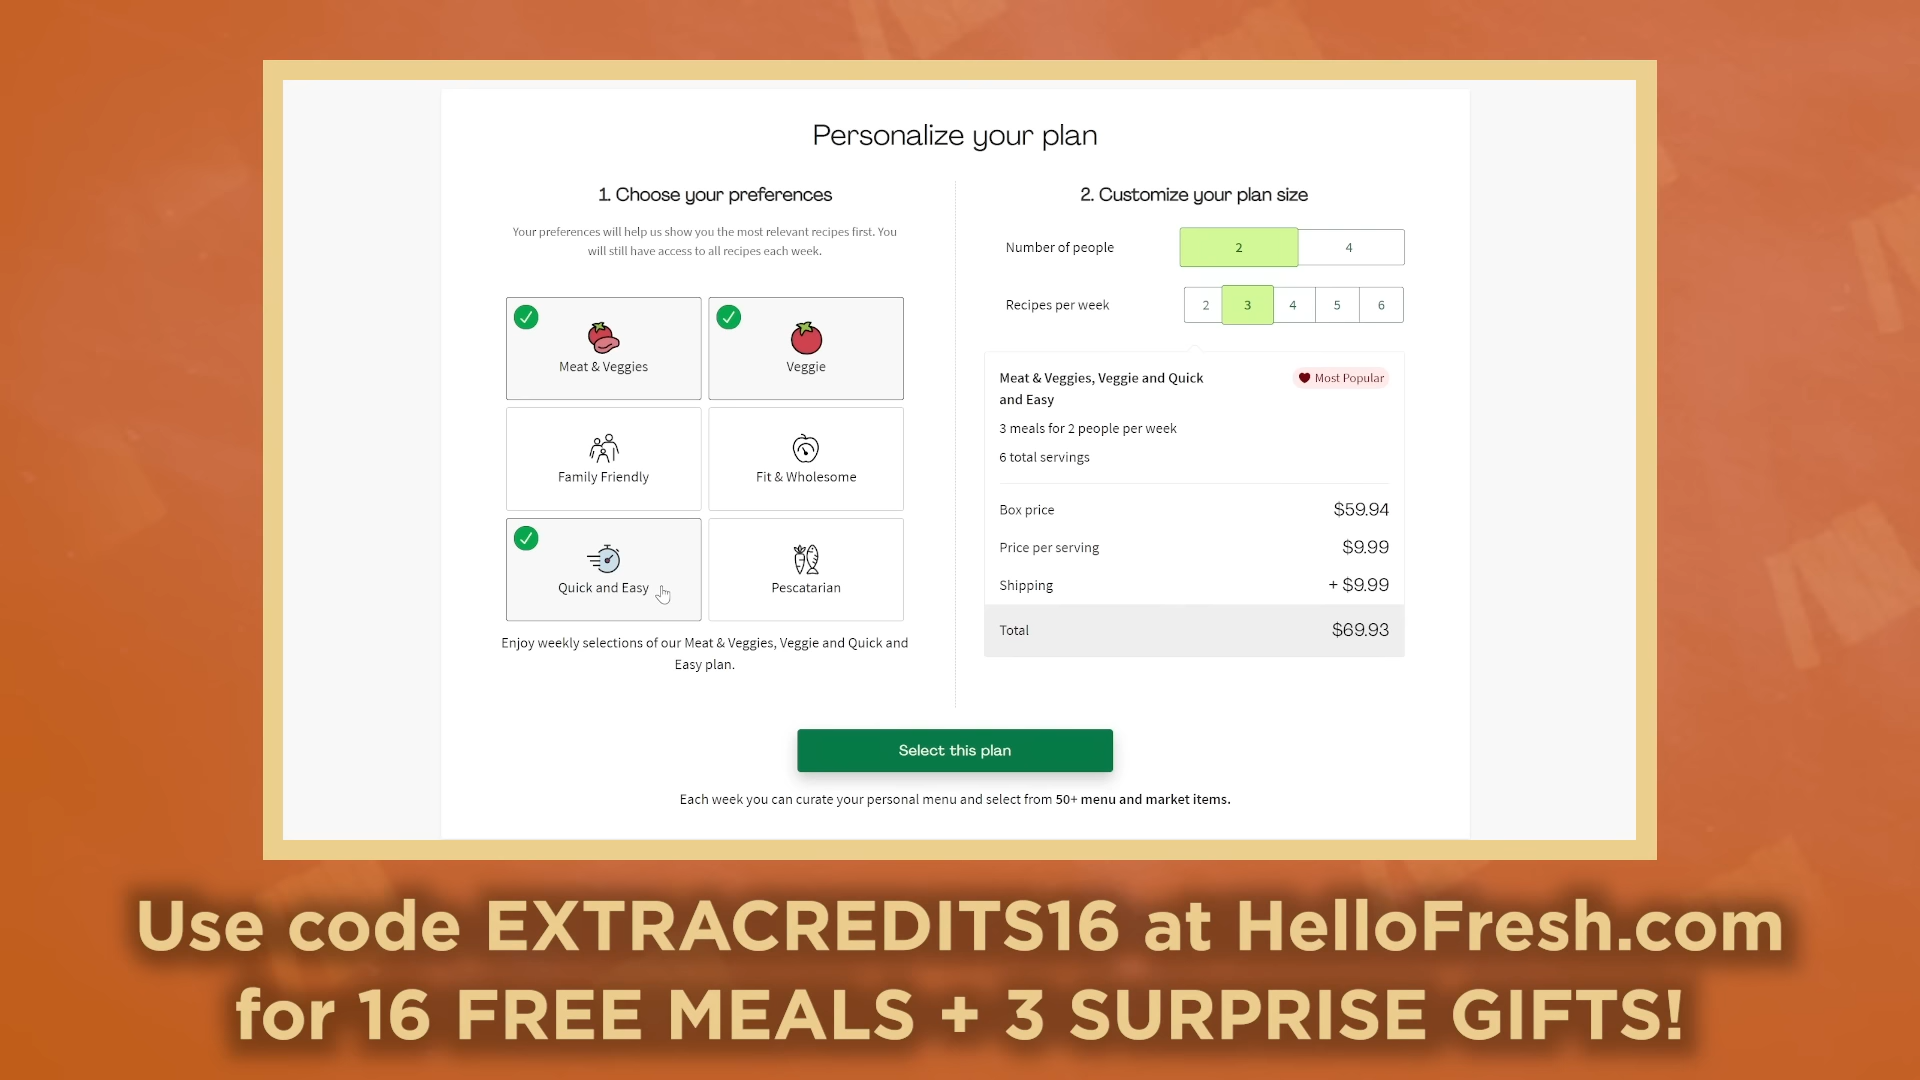 Personalize your plan
1. Choose your preferences
Your preferences will help us show you the most relevant recipes first. You
will still have access to all recipes each week.
Meat & Veggies
Veggie
Family Friendly
Fit & Wholesome
Quick and Easy
Pescatarian
Enjoy weekly selections of our Meat & Veggies, Veggie and Quick and
Easy plan.
2. Customize your plan size
Number of people
2 4
Recipes per week
2 3 4 5 6
Meat & Veggies, Veggie and Quick
and Easy
Most Popular
3 meals for 2 people per week
6 total servings
Box price $59.94
Price per serving $9.99
Shipping + $9.99
Total $69.93
Select this plan
Each week you can curate your personal menu and select from 50+ menu and market items.
Use code EXTRACREDITS16 at HelloFresh.com
for 16 FREE MEALS + 3 SURPRISE GIFTS!